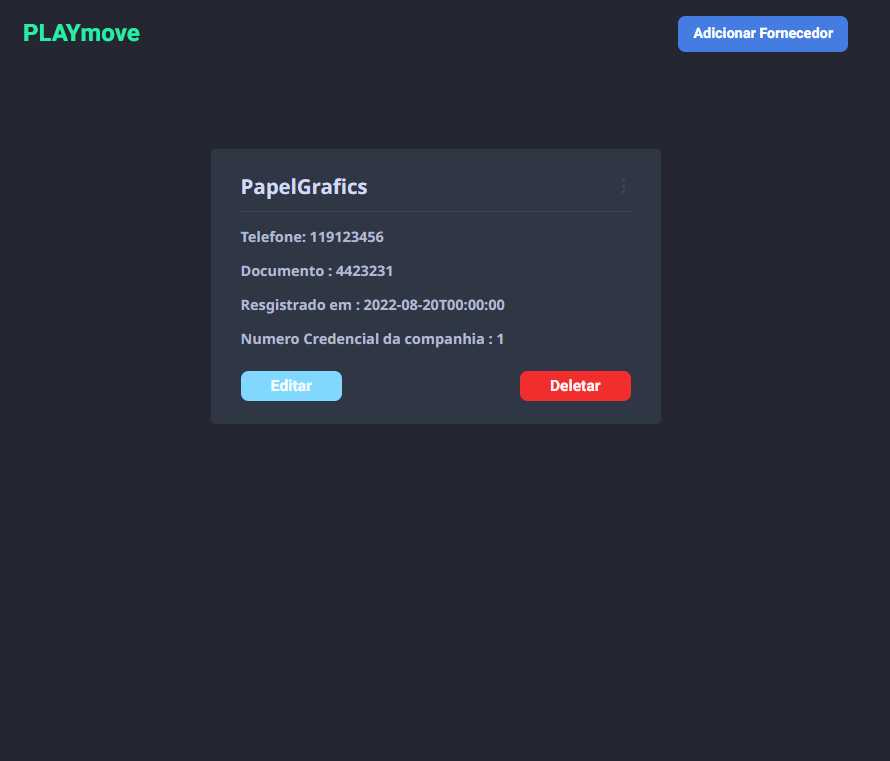 PLAYmove
Adicionar Fornecedor
PapelGrafics
Telefone: 119123456
Documento : 4423231
Resgistrado em : 2022-08-20T00:00:00
Numero Credencial da companhia : 1
Editar
Deletar